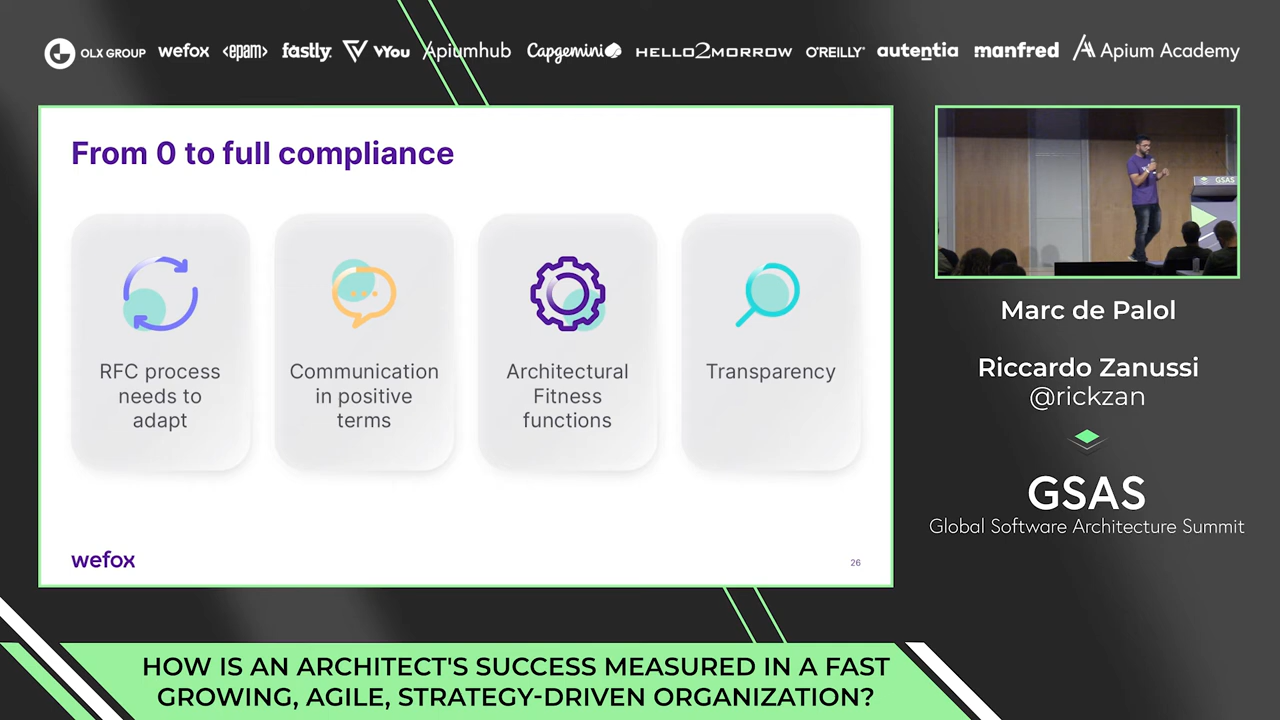 OLX GROUP wefox <epam> fastly. VYou Apiumhub Capgemini HELLO2MORROW O'REILLY® autentia manfred Apium Academy
From 0 to full compliance
RFC process
needs to
adapt
Communication
in positive
terms
Architectural
Fitness
functions
Transparency
wefox
26
GSAS
Marc de Palol
Riccardo Zanussi
@rickzan
GSAS
Global Software Architecture Summit
HOW IS AN ARCHITECT'S SUCCESS MEASURED IN A FAST
GROWING, AGILE, STRATEGY-DRIVEN ORGANIZATION?